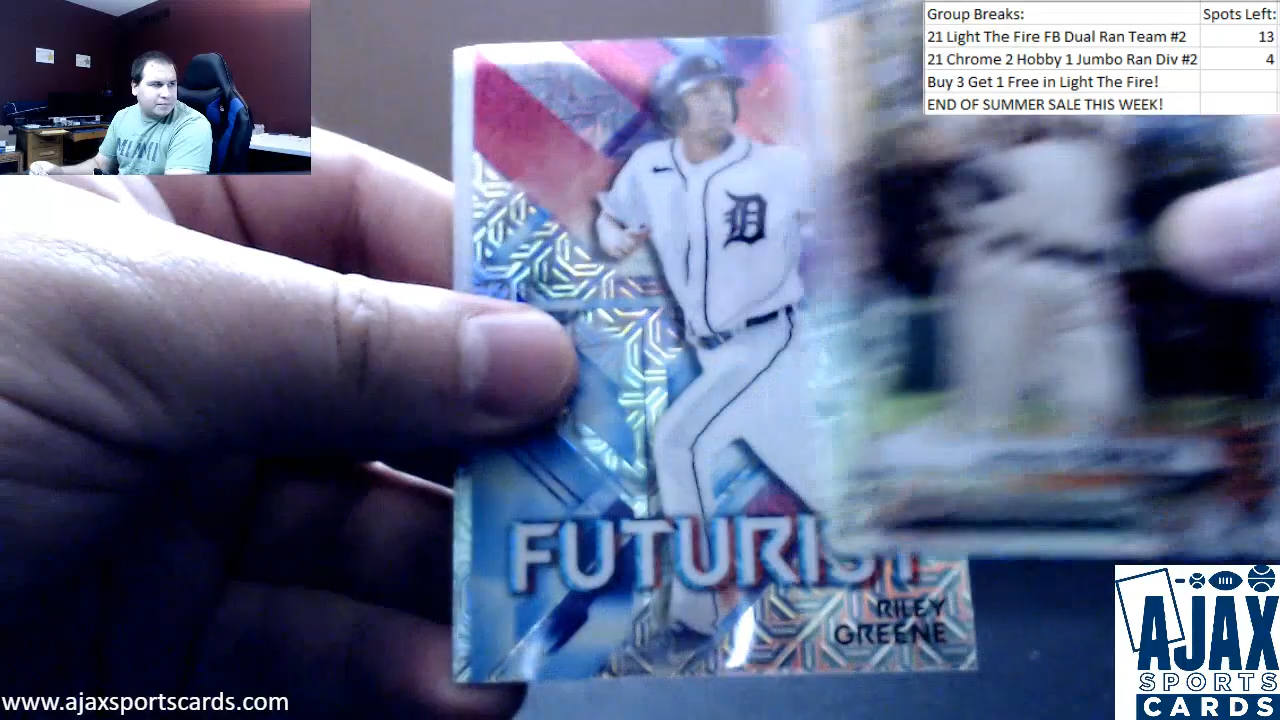 Group Breaks: Spots Left:
21 Light The Fire FB Dual Ran Team #2 13
21 Chrome 2 Hobby 1 Jumbo Ran Div #2 4
Buy 3 Get 1 Free in Light The Fire!
END OF SUMMER SALE THIS WEEK!
MIAMI
D
FUTURIST
RILEY
GREENE
AJAX
SPORTS
CARDS
www.ajaxsportscards.com